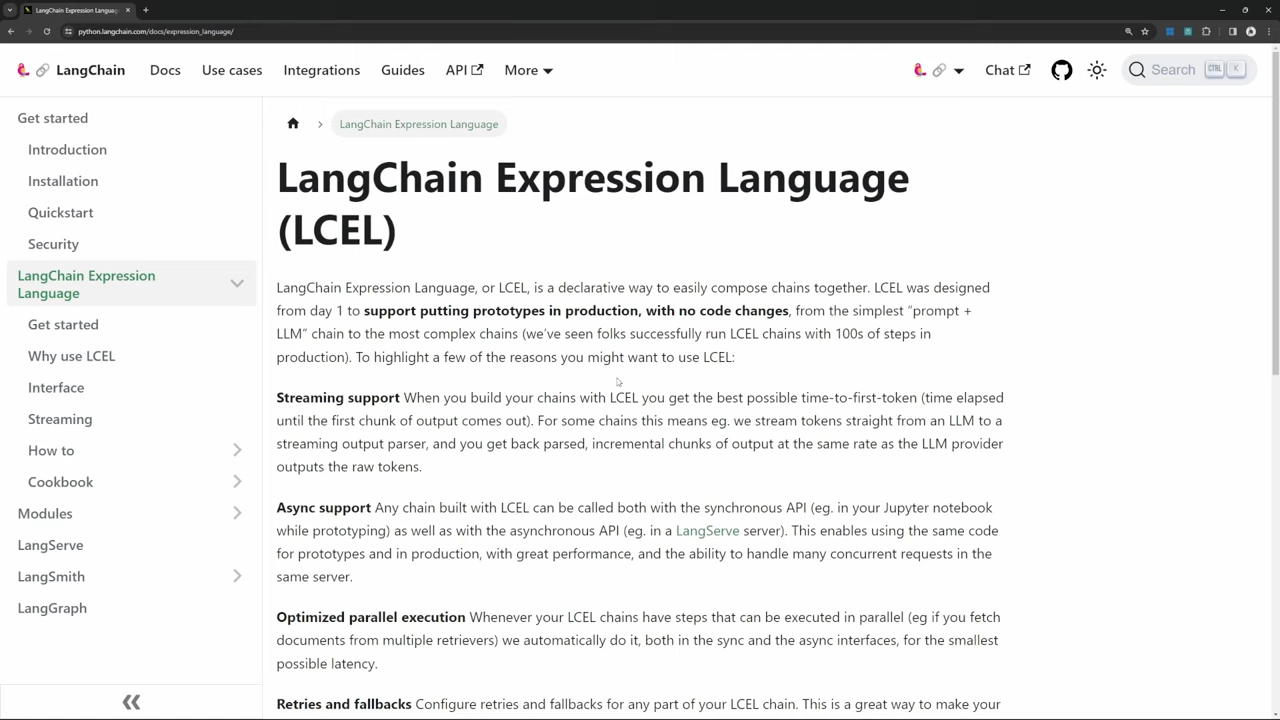 LangChain Expression Langua
python.langchain.com/docs/expression_language/
LangChain Docs Use cases Integrations Guides API More Chat Search CTRL K
Get started
Introduction
Installation
Quickstart
Security
LangChain Expression
Language
Get started
Why use LCEL
Interface
Streaming
How to
Cookbook
Modules
LangServe
LangSmith
LangGraph
LangChain Expression Language
LangChain Expression Language
(LCEL)
LangChain Expression Language, or LCEL, is a declarative way to easily compose chains together. LCEL was designed
from day 1 to support putting prototypes in production, with no code changes, from the simplest “prompt +
LLM” chain to the most complex chains (we’ve seen folks successfully run LCEL chains with 100s of steps in
production). To highlight a few of the reasons you might want to use LCEL:
Streaming support When you build your chains with LCEL you get the best possible time-to-first-token (time elapsed
until the first chunk of output comes out). For some chains this means eg. we stream tokens straight from an LLM to a
streaming output parser, and you get back parsed, incremental chunks of output at the same rate as the LLM provider
outputs the raw tokens.
Async support Any chain built with LCEL can be called both with the synchronous API (eg. in your Jupyter notebook
while prototyping) as well as with the asynchronous API (eg. in a LangServe server). This enables using the same code
for prototypes and in production, with great performance, and the ability to handle many concurrent requests in the
same server.
Optimized parallel execution Whenever your LCEL chains have steps that can be executed in parallel (eg if you fetch
documents from multiple retrievers) we automatically do it, both in the sync and the async interfaces, for the smallest
possible latency.
Retries and fallbacks Configure retries and fallbacks for any part of your LCEL chain. This is a great way to make your